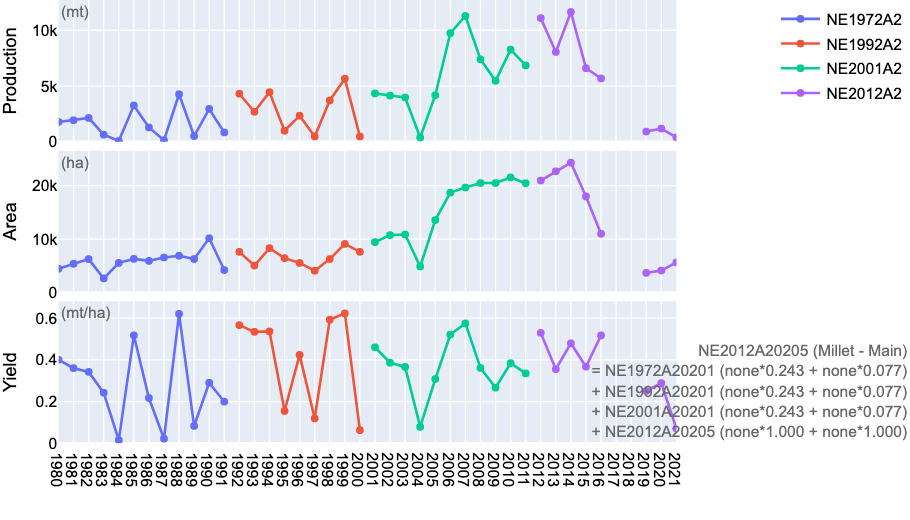 (mt)
Production
10k
5k
0
NE1972A2
NE1992A2
NE2001A2
NE2012A2
(ha)
Area
20k
10k
0
(mt/ha)
Yield
0.6
0.4
0.2
0
NE2012A20205 (Millet - Main)
= NE1972A20201 (none*0.243 + none*0.077)
+ NE1992A20201 (none*0.243 + none*0.077)
+ NE2001A20201 (none*0.243 + none*0.077)
+ NE2012A20205 (none*1.000 + none*1.000)
1980 1981 1982 1983 1984 1985 1986 1987 1988 1989 1990 1991 1992 1993 1994 1995 1996 1997 1998 1999 2000 2001 2002 2003 2004 2005 2006 2007 2008 2009 2010 2011 2012 2013 2014 2015 2016 2017 2018 2019 2020 2021